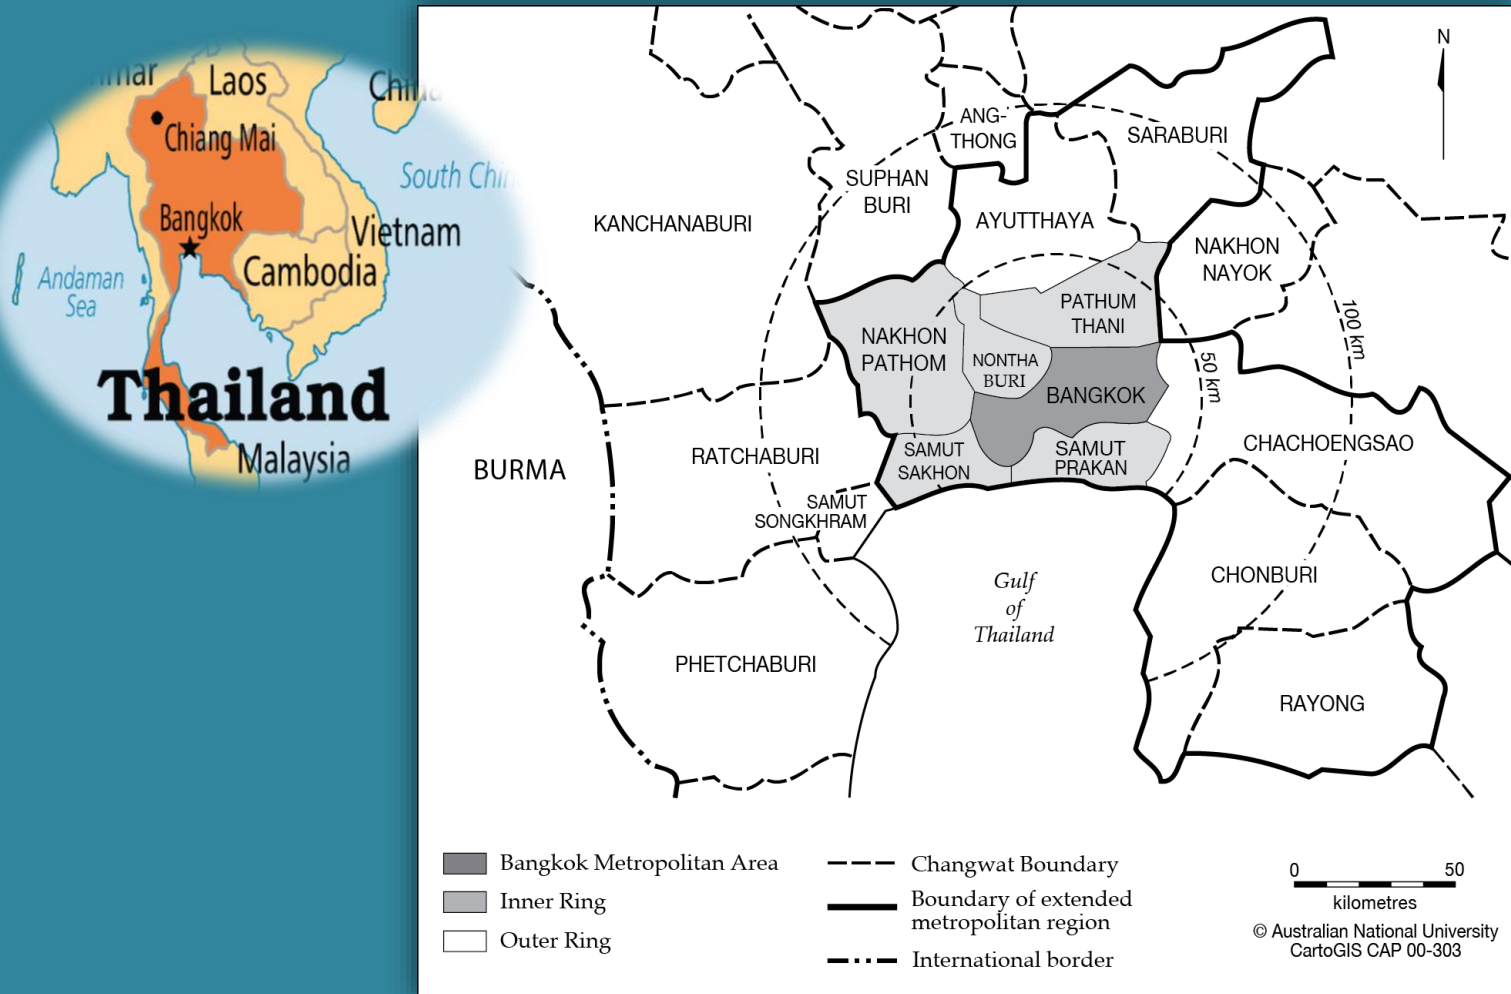 Laos
Chiang Mai
Bangkok
Vietnam
Cambodia
Andaman
Sea
Thailand
Malaysia
N
ANG-
THONG
SARABURI
SUPHAN
BURI
KANCHANABURI
AYUTTHAYA
NAKHON
NAYOK
PATHUM
THANI
100 km
NAKHON
PATHOM
NONTHA
BURI
50 km
BANGKOK
CHACHOENGSAO
RATCHABURI
SAMUT
SAKHON
SAMUT
PRAKAN
BURMA
SAMUT
SONGKHRAM
CHONBURI
Gulf
of
Thailand
PHETCHABURI
RAYONG
Bangkok Metropolitan Area
Inner Ring
Outer Ring
Changwat Boundary
Boundary of extended
metropolitan region
International border
0 50
kilometres
© Australian National University
CartoGIS CAP 00-303